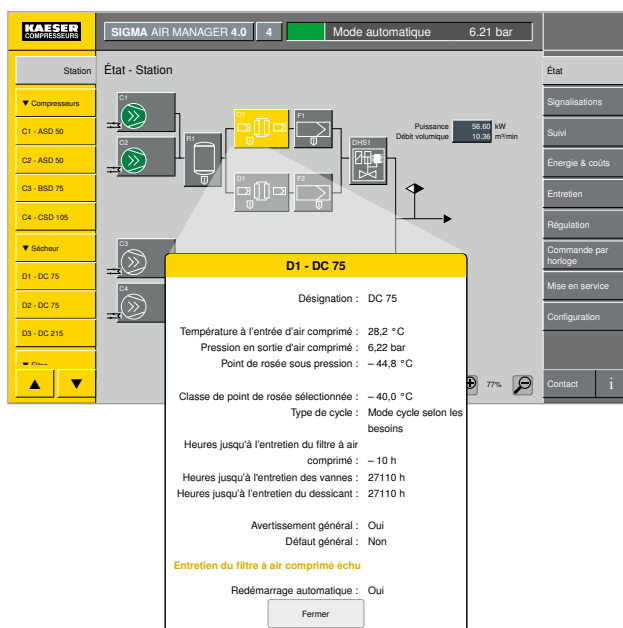 KAESER
COMPRESSEURS
SIGMA AIR MANAGER 4.0
4
Mode automatique
6.21 bar
Station
État - Station
État
▼ Compresseurs
C1 - ASD 50
C2 - ASD 50
C3 - BSD 75
C4 - CSD 105
▼ Sécheur
D1 - DC 75
D2 - DC 75
D3 - DC 215
Signalisations
Suivi
Énergie & coûts
Entretien
Régulation
Commande par
horloge
Mise en service
Configuration
Contact
i
C1
C2
R1
D1
F1
D1
F2
DHS1
C3
C4
Puissance 56.60 kW
Débit volumique 10.36 m³/min
77%
D1 - DC 75
Désignation : DC 75
Température à l'entrée d'air comprimé : 28,2 °C
Pression en sortie d'air comprimé : 6,22 bar
Point de rosée sous pression : – 44,8 °C
Classe de point de rosée sélectionnée : – 40,0 °C
Type de cycle : Mode cycle selon les
besoins
Heures jusqu'à l'entretien du filtre à air
comprimé : – 10 h
Heures jusqu'à l'entretien des vannes : 27110 h
Heures jusqu'à l'entretien du dessicant : 27110 h
Avertissement général : Oui
Défaut général : Non
Entretien du filtre à air comprimé échu
Redémarrage automatique : Oui
Fermer